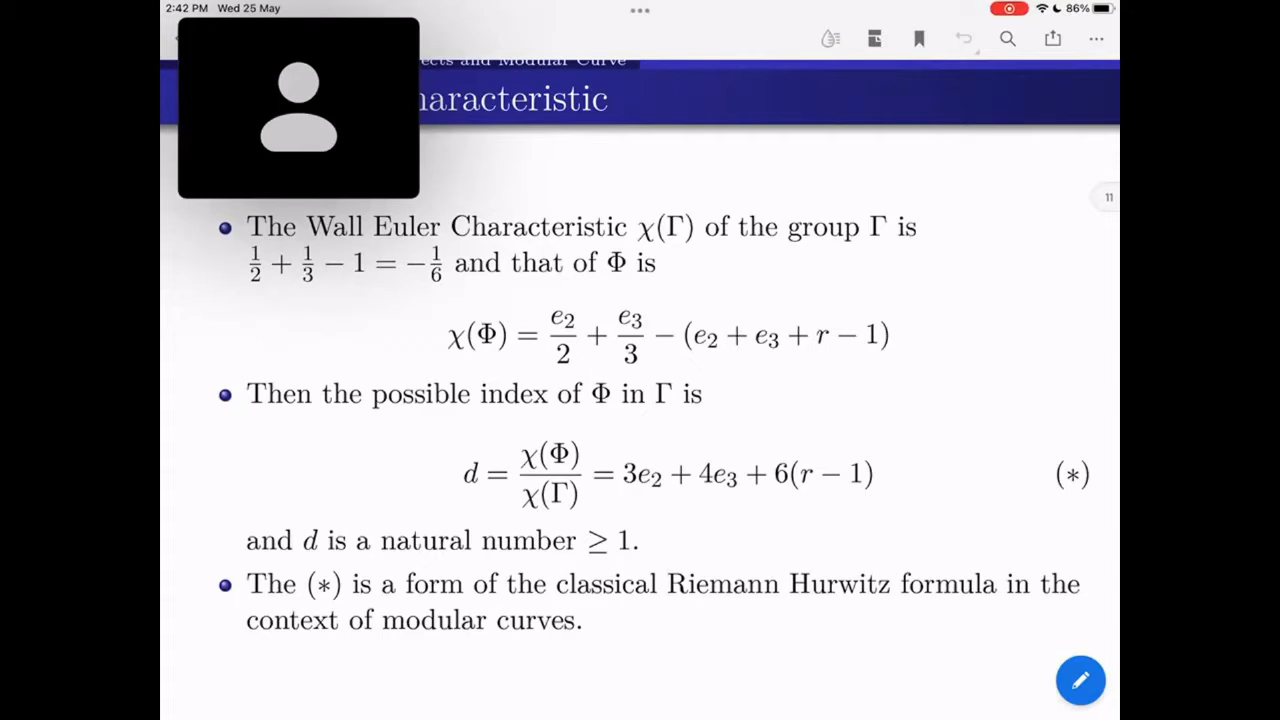 2:42 PM Wed 25 May
86%
and Modular Curve
11
The Wall Euler Characteristic χ(Γ) of the group Γ is
1/2 + 1/3 − 1 = −1/6 and that of Φ is
χ(Φ) = e₂/2 + e₃/3 − (e₂ + e₃ + r − 1)
Then the possible index of Φ in Γ is
d = χ(Φ)/χ(Γ) = 3e₂ + 4e₃ + 6(r − 1) (∗)
and d is a natural number ≥ 1.
The (∗) is a form of the classical Riemann Hurwitz formula in the
context of modular curves.